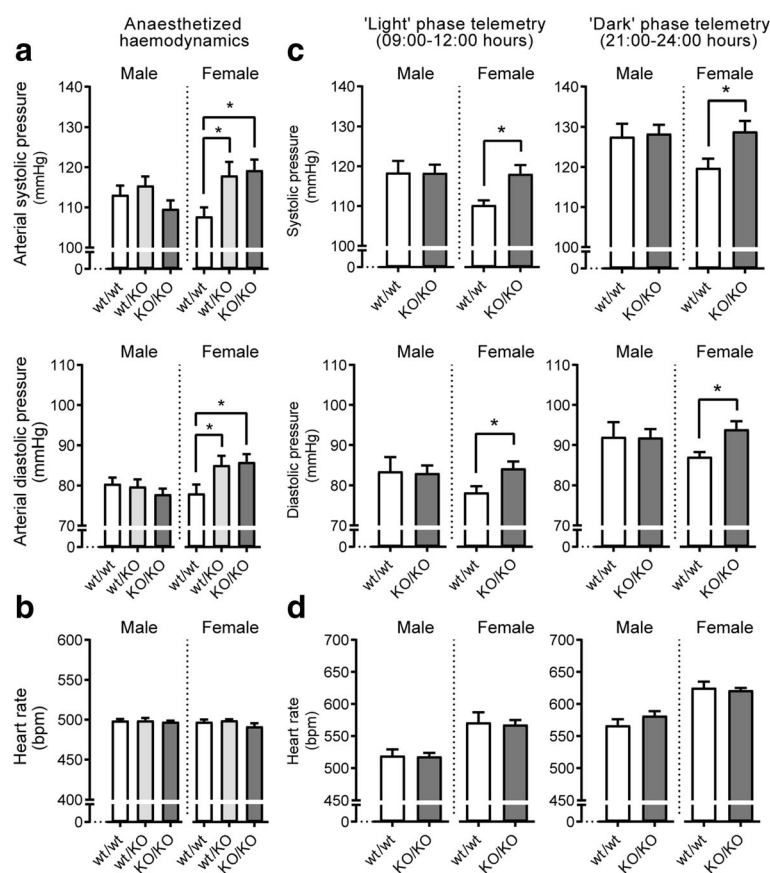 a
Anaesthetized
haemodynamics
Male
Female
Arterial systolic pressure
(mmHg)
140
130
120
110
100
0
*
*
wt/wt
wt/KO
KO/KO
wt/wt
wt/KO
KO/KO
Male
Female
Arterial diastolic pressure
(mmHg)
110
100
90
80
70
0
*
*
wt/wt
wt/KO
KO/KO
wt/wt
wt/KO
KO/KO
b
Male
Female
Heart rate
(bpm)
600
550
500
450
400
0
wt/wt
wt/KO
KO/KO
wt/wt
wt/KO
KO/KO
c
'Light' phase telemetry
(09:00-12:00 hours)
Male
Female
Systolic pressure
(mmHg)
140
130
120
110
100
0
*
wt/wt
KO/KO
wt/wt
KO/KO
'Dark' phase telemetry
(21:00-24:00 hours)
Male
Female
140
130
120
110
100
0
*
wt/wt
KO/KO
wt/wt
KO/KO
Male
Female
Diastolic pressure
(mmHg)
110
100
90
80
70
0
*
wt/wt
KO/KO
wt/wt
KO/KO
Male
Female
110
100
90
80
70
0
*
wt/wt
KO/KO
wt/wt
KO/KO
d
Male
Female
Heart rate
(bpm)
700
650
600
550
500
450
0
wt/wt
KO/KO
wt/wt
KO/KO
Male
Female
700
650
600
550
500
450
0
wt/wt
KO/KO
wt/wt
KO/KO